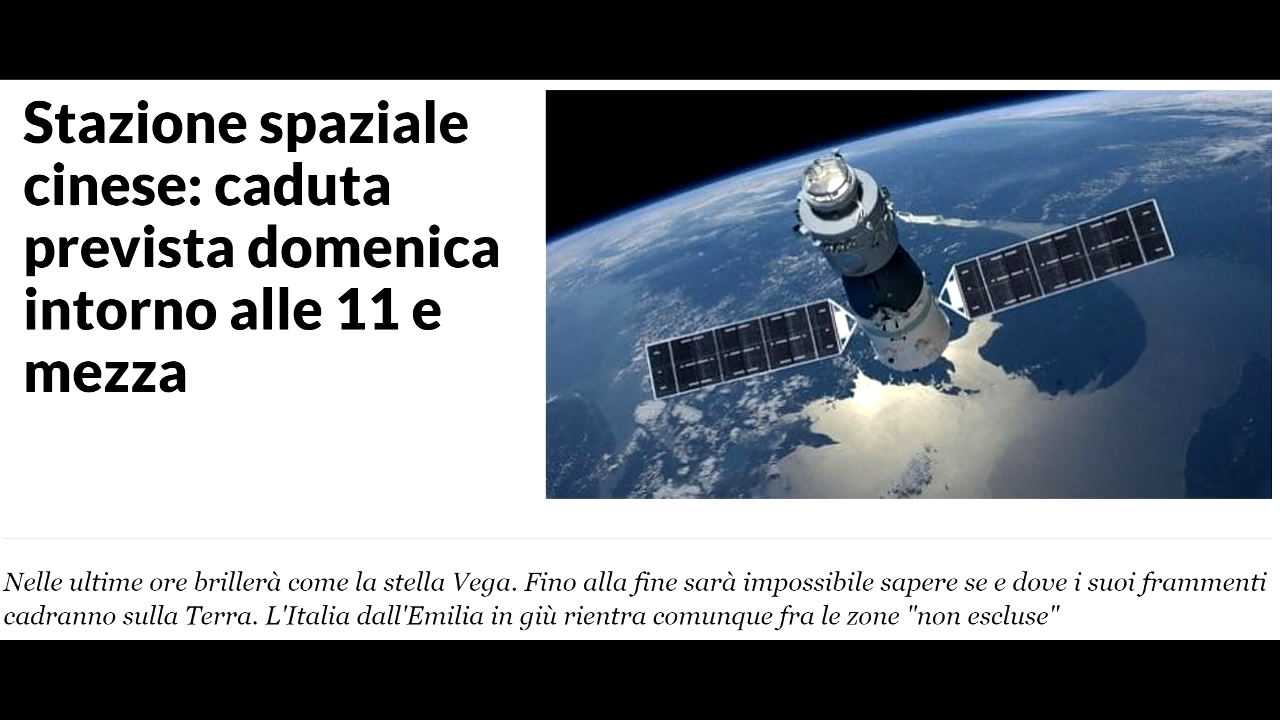 Stazione spaziale
cinese: caduta
prevista domenica
intorno alle 11 e
mezza
Nelle ultime ore brillerà come la stella Vega. Fino alla fine sarà impossibile sapere se e dove i suoi frammenti
cadranno sulla Terra. L'Italia dall'Emilia in giù rientra comunque fra le zone "non escluse"